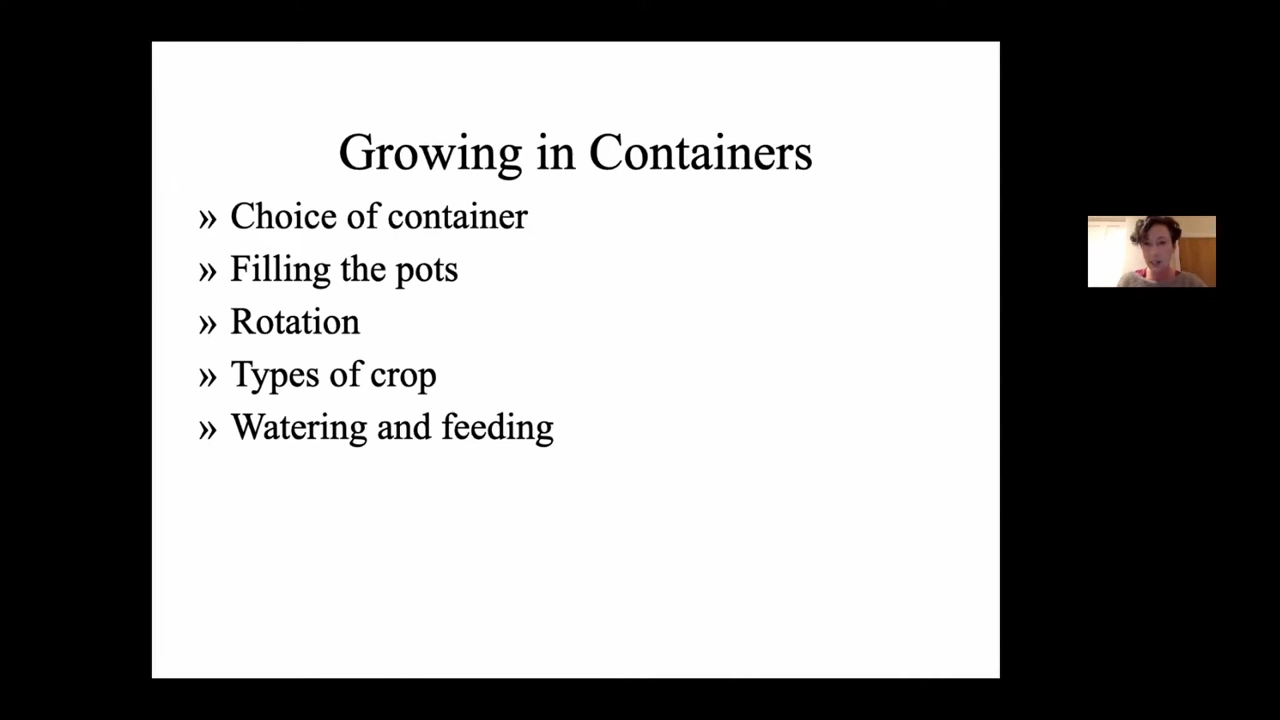 Growing in Containers
» Choice of container
» Filling the pots
» Rotation
» Types of crop
» Watering and feeding